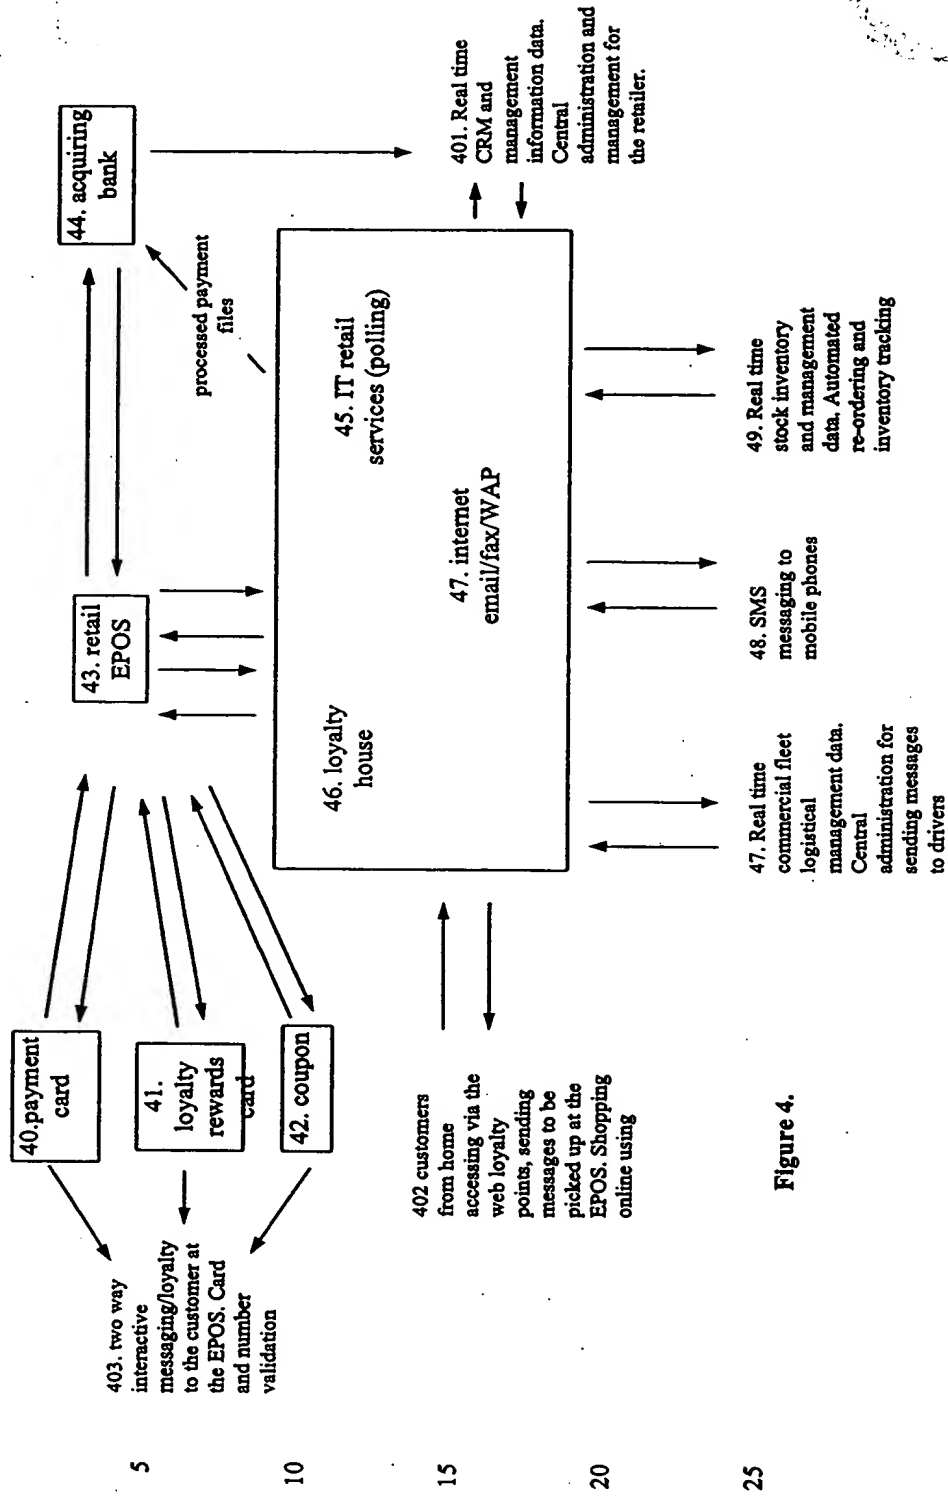 40.payment
card
41.
loyalty
rewards
card
42. coupon
403. two way
interactive
messaging/loyalty
to the customer at
the EPOS. Card
and number
validation
43. retail
EPOS
44. acquiring
bank
processed payment
files
401. Real time
CRM and
management
information data.
Central
administration and
management for
the retailer.
46. loyalty
house
45. IT retail
services (polling)
47. internet
email/fax/WAP
402 customers
from home
accessing via the
web loyalty
points, sending
messages to be
picked up at the
EPOS. Shopping
online using
47. Real time
commercial fleet
logistical
management data.
Central
administration for
sending messages
to drivers
48. SMS
messaging to
mobile phones
49. Real time
stock inventory
and management
data. Automated
re-ordering and
inventory tracking
Figure 4.
5
10
15
20
25